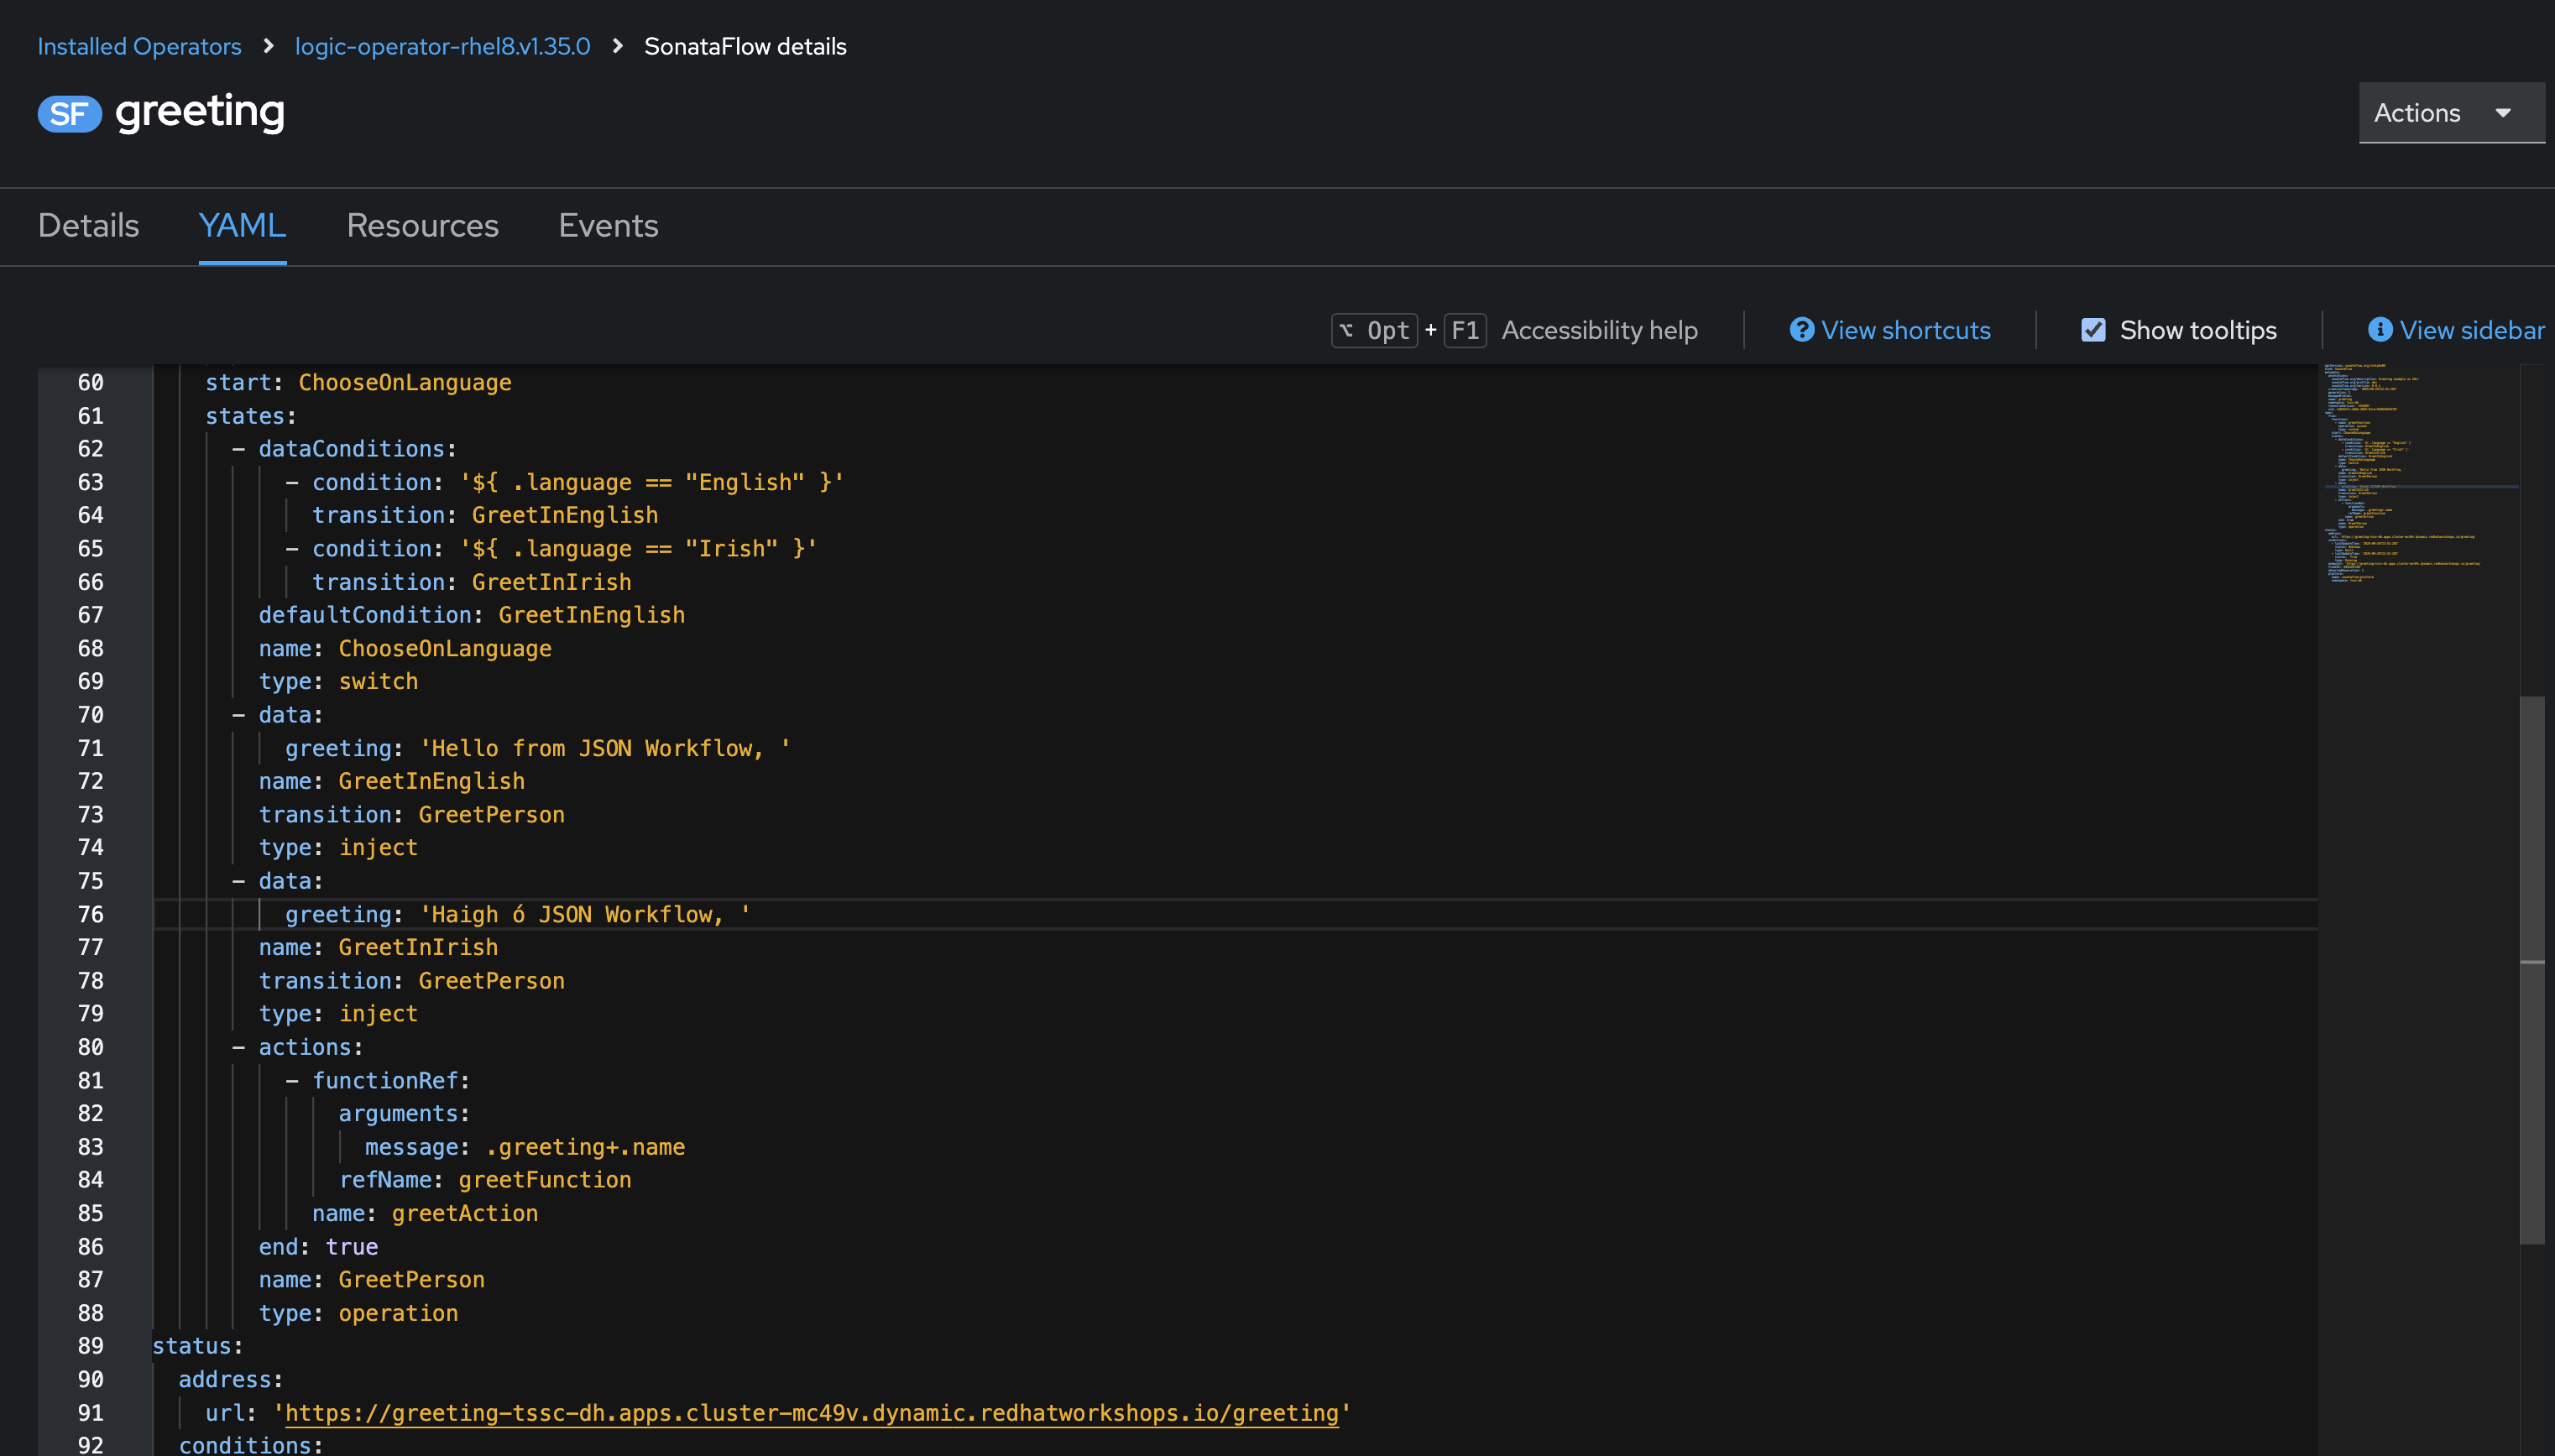 Installed Operators > logic-operator-rhel8.v1.35.0 > SonataFlow details
SF greeting
Actions
Details YAML Resources Events
⌥ Opt + F1 Accessibility help View shortcuts Show tooltips View sidebar
60 start: ChooseOnLanguage
61 states:
62 - dataConditions:
63 - condition: '${ .language == "English" }'
64 transition: GreetInEnglish
65 - condition: '${ .language == "Irish" }'
66 transition: GreetInIrish
67 defaultCondition: GreetInEnglish
68 name: ChooseOnLanguage
69 type: switch
70 - data:
71 greeting: 'Hello from JSON Workflow, '
72 name: GreetInEnglish
73 transition: GreetPerson
74 type: inject
75 - data:
76 greeting: 'Haigh ó JSON Workflow, '
77 name: GreetInIrish
78 transition: GreetPerson
79 type: inject
80 - actions:
81 - functionRef:
82 arguments:
83 message: .greeting+.name
84 refName: greetFunction
85 name: greetAction
86 end: true
87 name: GreetPerson
88 type: operation
89 status:
90 address:
91 url: 'https://greeting-tssc-dh.apps.cluster-mc49v.dynamic.redhatworkshops.io/greeting'
92 conditions: